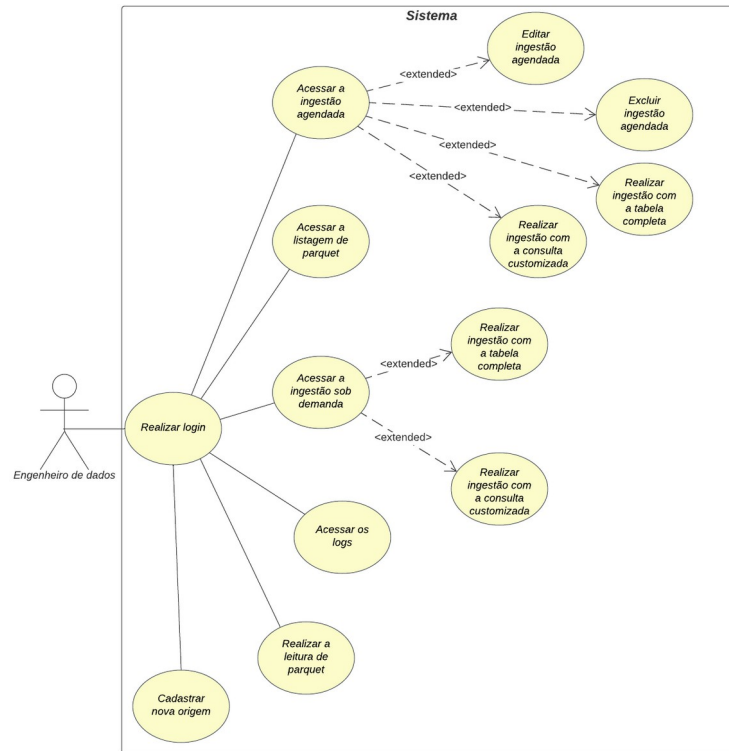 Sistema
Editar
ingestão
agendada
<extended>
Acessar a
ingestão
agendada
<extended>
Excluir
ingestão
agendada
<extended>
<extended>
Realizar
ingestão com
a tabela
completa
Acessar a
listagem de
parquet
Realizar
ingestão com
a consulta
customizada
Realizar
ingestão com
a tabela
completa
<extended>
Acessar a
ingestão sob
demanda
<extended>
Realizar login
Engenheiro de dados
Realizar
ingestão com
a consulta
customizada
Acessar os
logs
Realizar a
leitura de
parquet
Cadastrar
nova origem